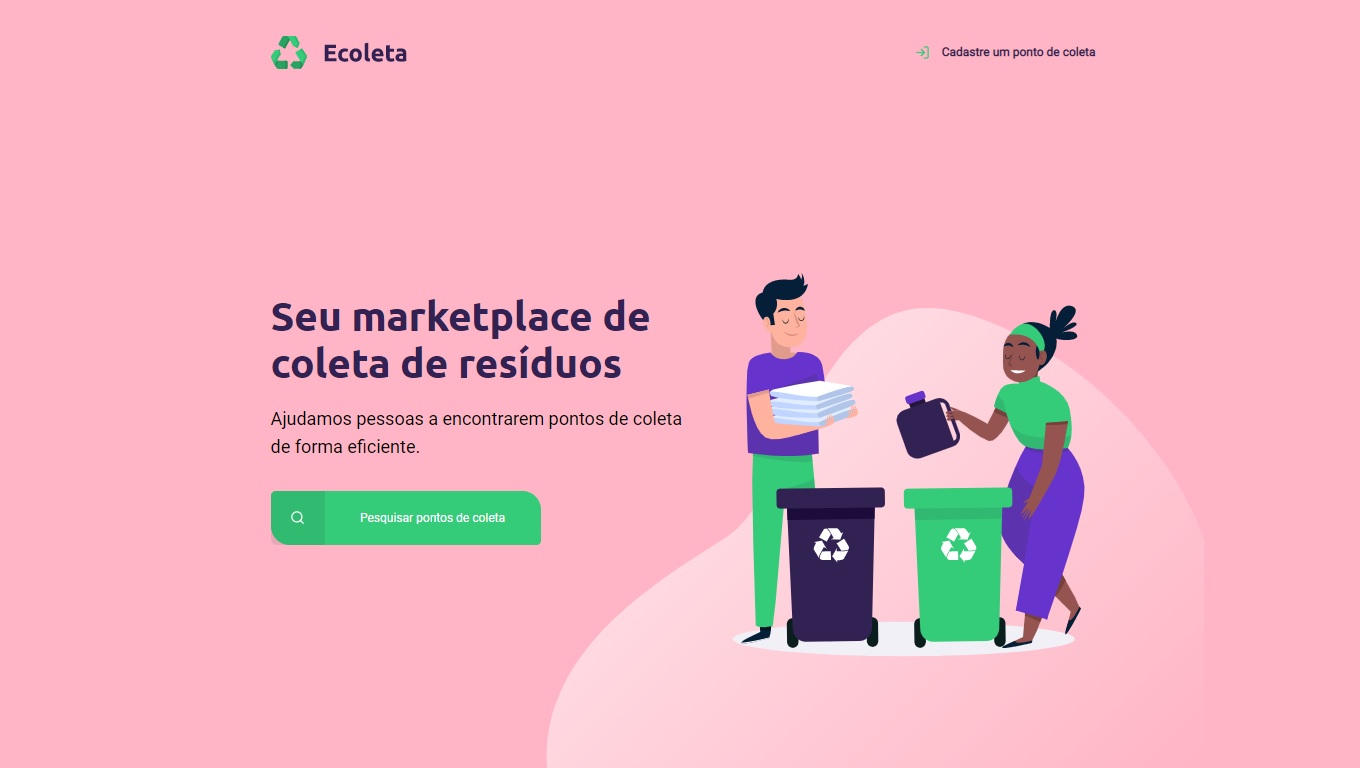 Ecoleta
Cadastre um ponto de coleta
Seu marketplace de
coleta de resíduos
Ajudamos pessoas a encontrarem pontos de coleta
de forma eficiente.
Pesquisar pontos de coleta